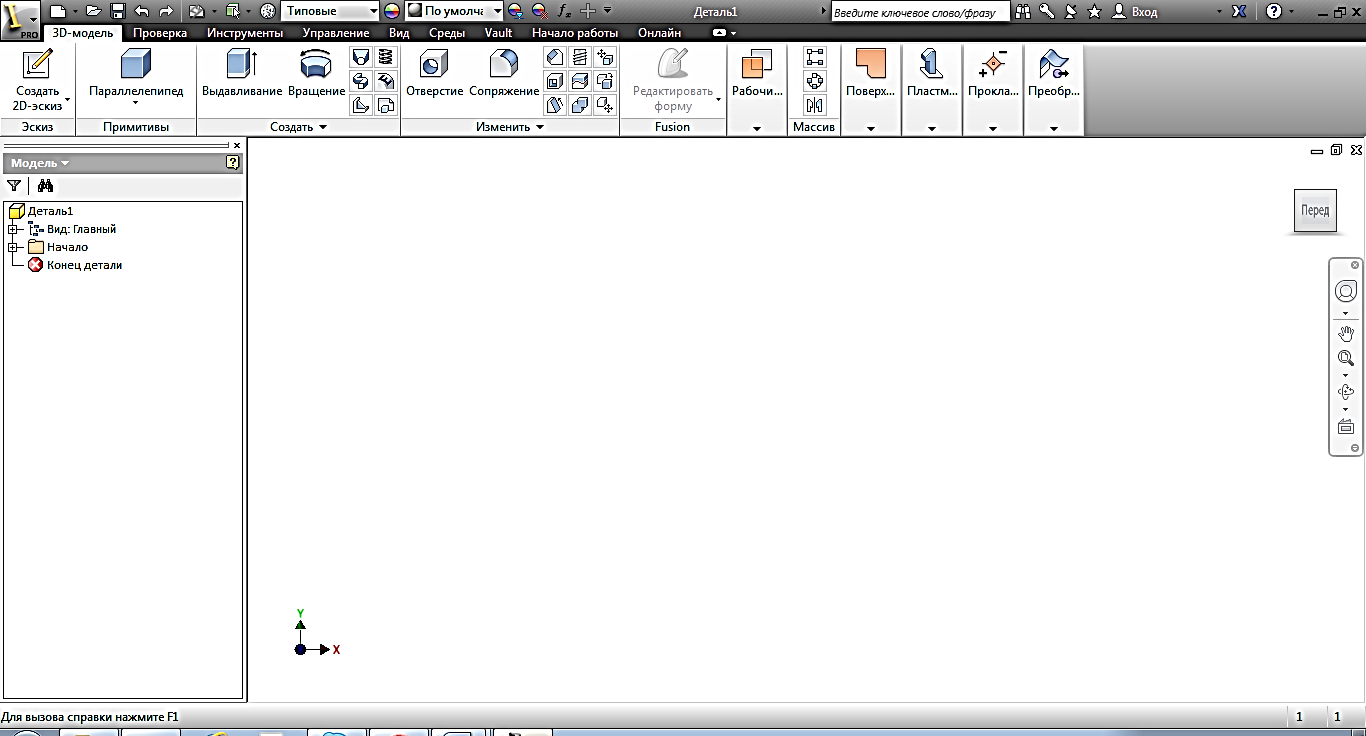 Типовые По умолча Деталь1 Введите ключевое слово/фразу Вход
PRO 3D-модель Проверка Инструменты Управление Вид Среды Vault Начало работы Онлайн
Создать 2D-эскиз
Параллелепипед
Выдавливание Вращение
Отверстие Сопряжение
Редактировать форму
Рабочи...
Поверх...
Пластм...
Прокла...
Преобр...
Эскиз Примитивы Создать Изменить Fusion Массив
Модель
Деталь1
Вид: Главный
Начало
Конец детали
Перед
Y
X
Для вызова справки нажмите F1 1 1